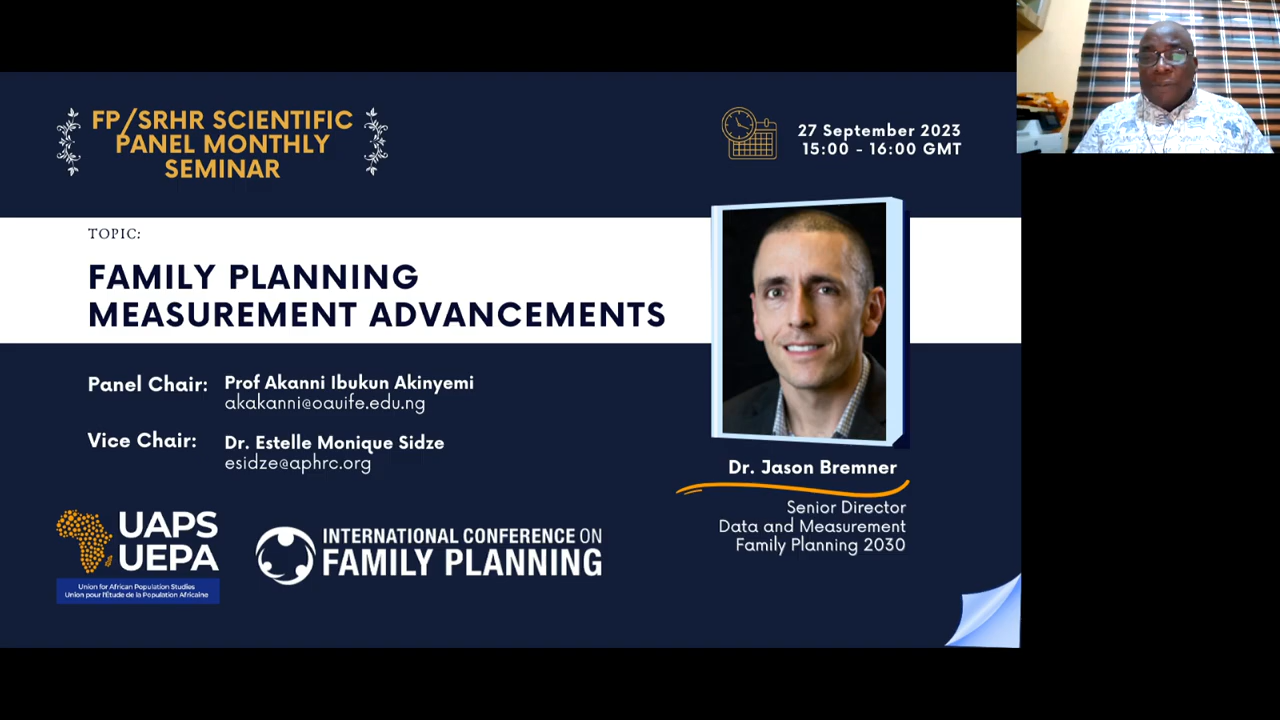 FP/SRHR SCIENTIFIC
PANEL MONTHLY
SEMINAR
27 September 2023
15:00 - 16:00 GMT
TOPIC:
FAMILY PLANNING
MEASUREMENT ADVANCEMENTS
Panel Chair: Prof Akanni Ibukun Akinyemi
akakanni@oauife.edu.ng
Vice Chair: Dr. Estelle Monique Sidze
esidze@aphrc.org
Dr. Jason Bremner
Senior Director
Data and Measurement
Family Planning 2030
UAPS
UEPA
Union for African Population Studies
Union pour l'Étude de la Population Africaine
INTERNATIONAL CONFERENCE ON
FAMILY PLANNING